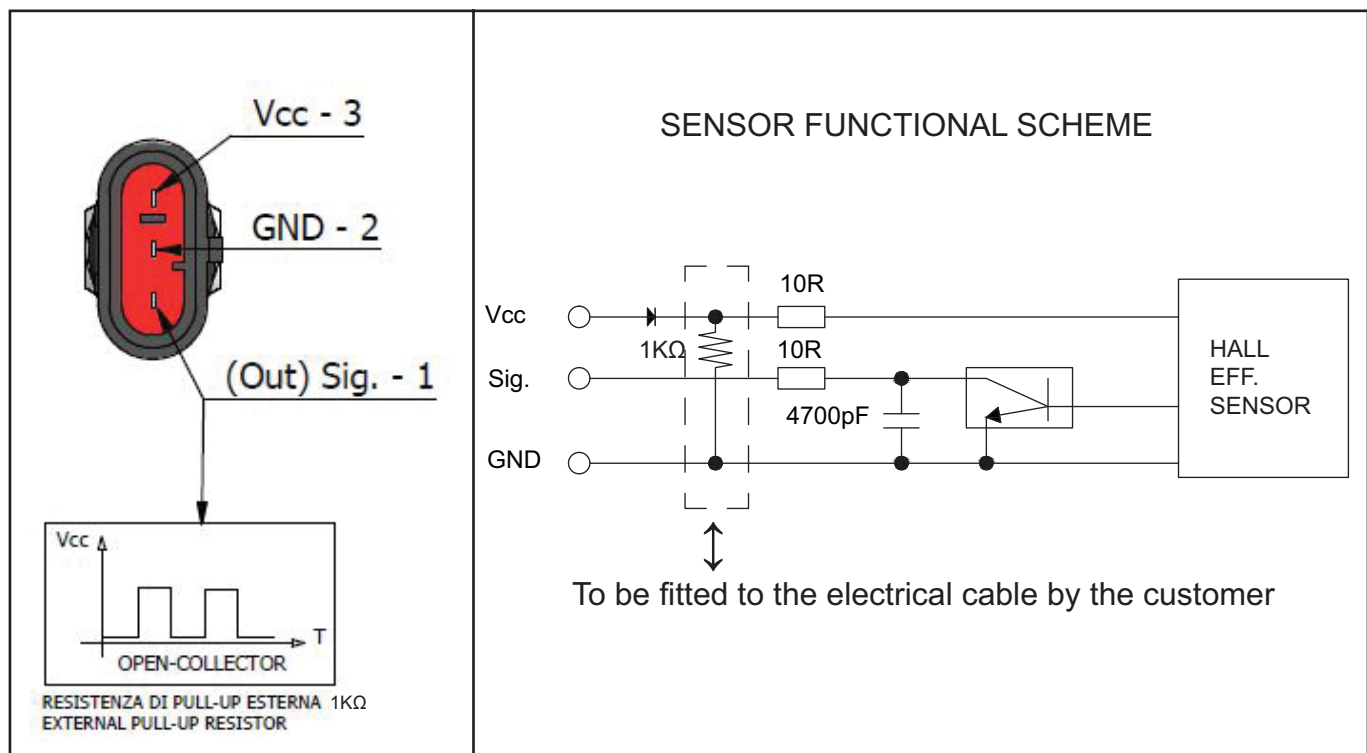 Vcc - 3
GND - 2
(Out) Sig. - 1
Vcc
T
OPEN-COLLECTOR
RESISTENZA DI PULL-UP ESTERNA 1KΩ
EXTERNAL PULL-UP RESISTOR
SENSOR FUNCTIONAL SCHEME
10R
Vcc
1KΩ
10R
HALL
EFF.
SENSOR
Sig.
4700pF
GND
To be fitted to the electrical cable by the customer